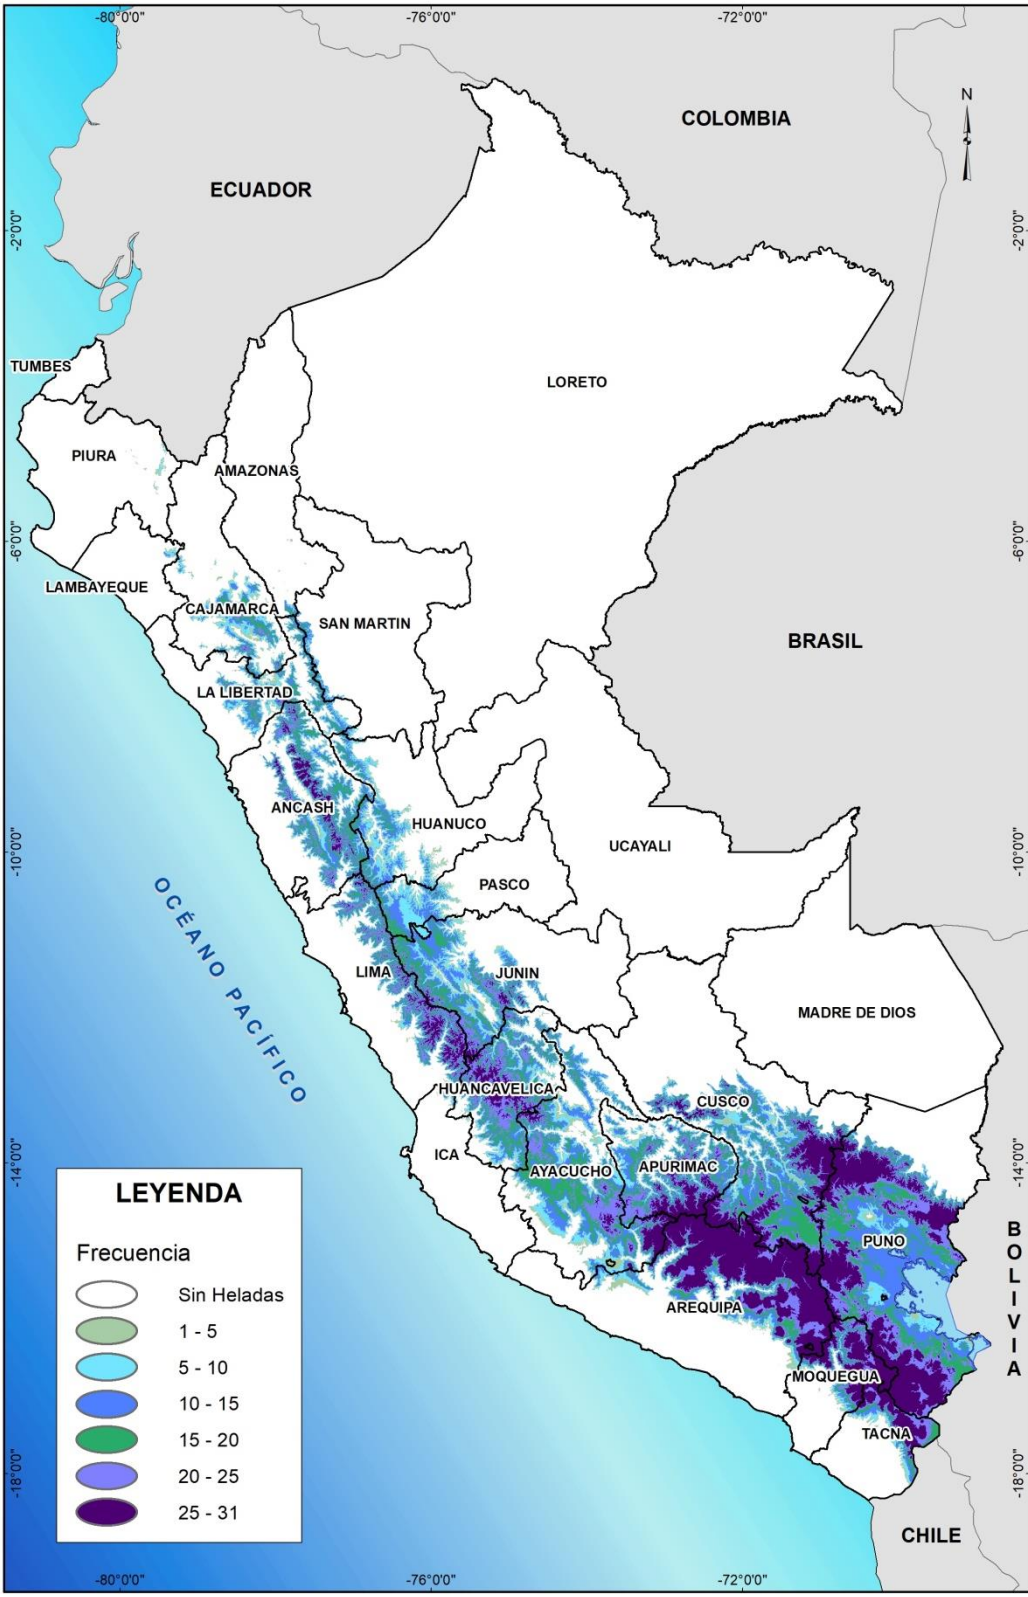 -80°0'0"
-76°0'0"
-72°0'0"
N
COLOMBIA
ECUADOR
-2°0'0"
-2°0'0"
TUMBES
LORETO
PIURA
AMAZONAS
-6°0'0"
-6°0'0"
LAMBAYEQUE
CAJAMARCA
SAN MARTIN
BRASIL
LA LIBERTAD
ANCASH
HUANUCO
UCAYALI
-10°0'0"
-10°0'0"
PASCO
OCÉANO PACÍFICO
LIMA
JUNIN
MADRE DE DIOS
HUANCAVELICA
CUSCO
ICA
AYACUCHO
APURIMAC
-14°0'0"
-14°0'0"
PUNO
BOLIVIA
AREQUIPA
MOQUEGUA
TACNA
-18°0'0"
-18°0'0"
CHILE
LEYENDA
Frecuencia
Sin Heladas
1 - 5
5 - 10
10 - 15
15 - 20
20 - 25
25 - 31
-80°0'0"
-76°0'0"
-72°0'0"